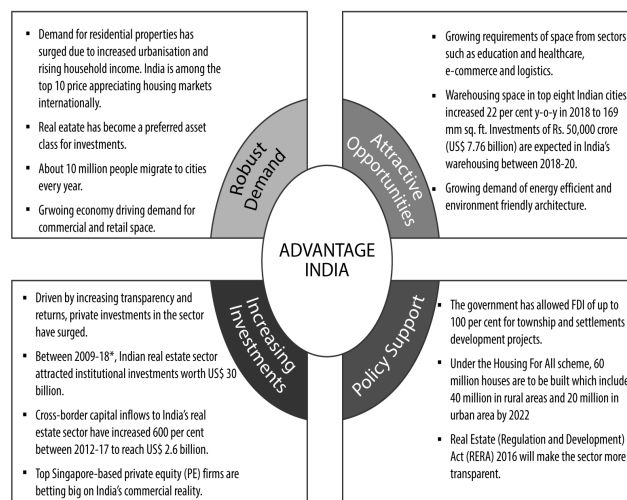 ▪ Demand for residential properties has
surged due to increased urbanisation and
rising household income. India is among the
top 10 price appreciating housing markets
internationally.
▪ Real eatate has become a preferred asset
class for investments.
▪ About 10 million people migrate to cities
every year.
▪ Grwoing economy driving demand for
commercial and retail space.
Robust
Demand
▪ Growing requirements of space from sectors
such as education and healthcare,
e-commerce and logistics.
▪ Warehousing space in top eight Indian cities
increased 22 per cent y-o-y in 2018 to 169
mm sq. ft. Investments of Rs. 50,000 crore
(US$ 7.76 billion) are expected in India's
warehousing between 2018-20.
▪ Growing demand of energy efficient and
environment friendly architecture.
Attractive
Opportunities
ADVANTAGE
INDIA
▪ Driven by increasing transparency and
returns, private investments in the sector
have surged.
▪ Between 2009-18*, Indian real estate sector
attracted institutional investments worth US$ 30
billion.
▪ Cross-border capital inflows to India's real
estate sector have increased 600 per cent
between 2012-17 to reach US$ 2.6 billion.
▪ Top Singapore-based private equity (PE) firms are
betting big on India's commercial reality.
Increasing
Investments
▪ The government has allowed FDI of up to
100 per cent for township and settlements
development projects.
▪ Under the Housing For All scheme, 60
million houses are to be built which include
40 million in rural areas and 20 million in
urban area by 2022
▪ Real Estate (Regulation and Development)
Act (RERA) 2016 will make the sector more
transparent.
Policy Support